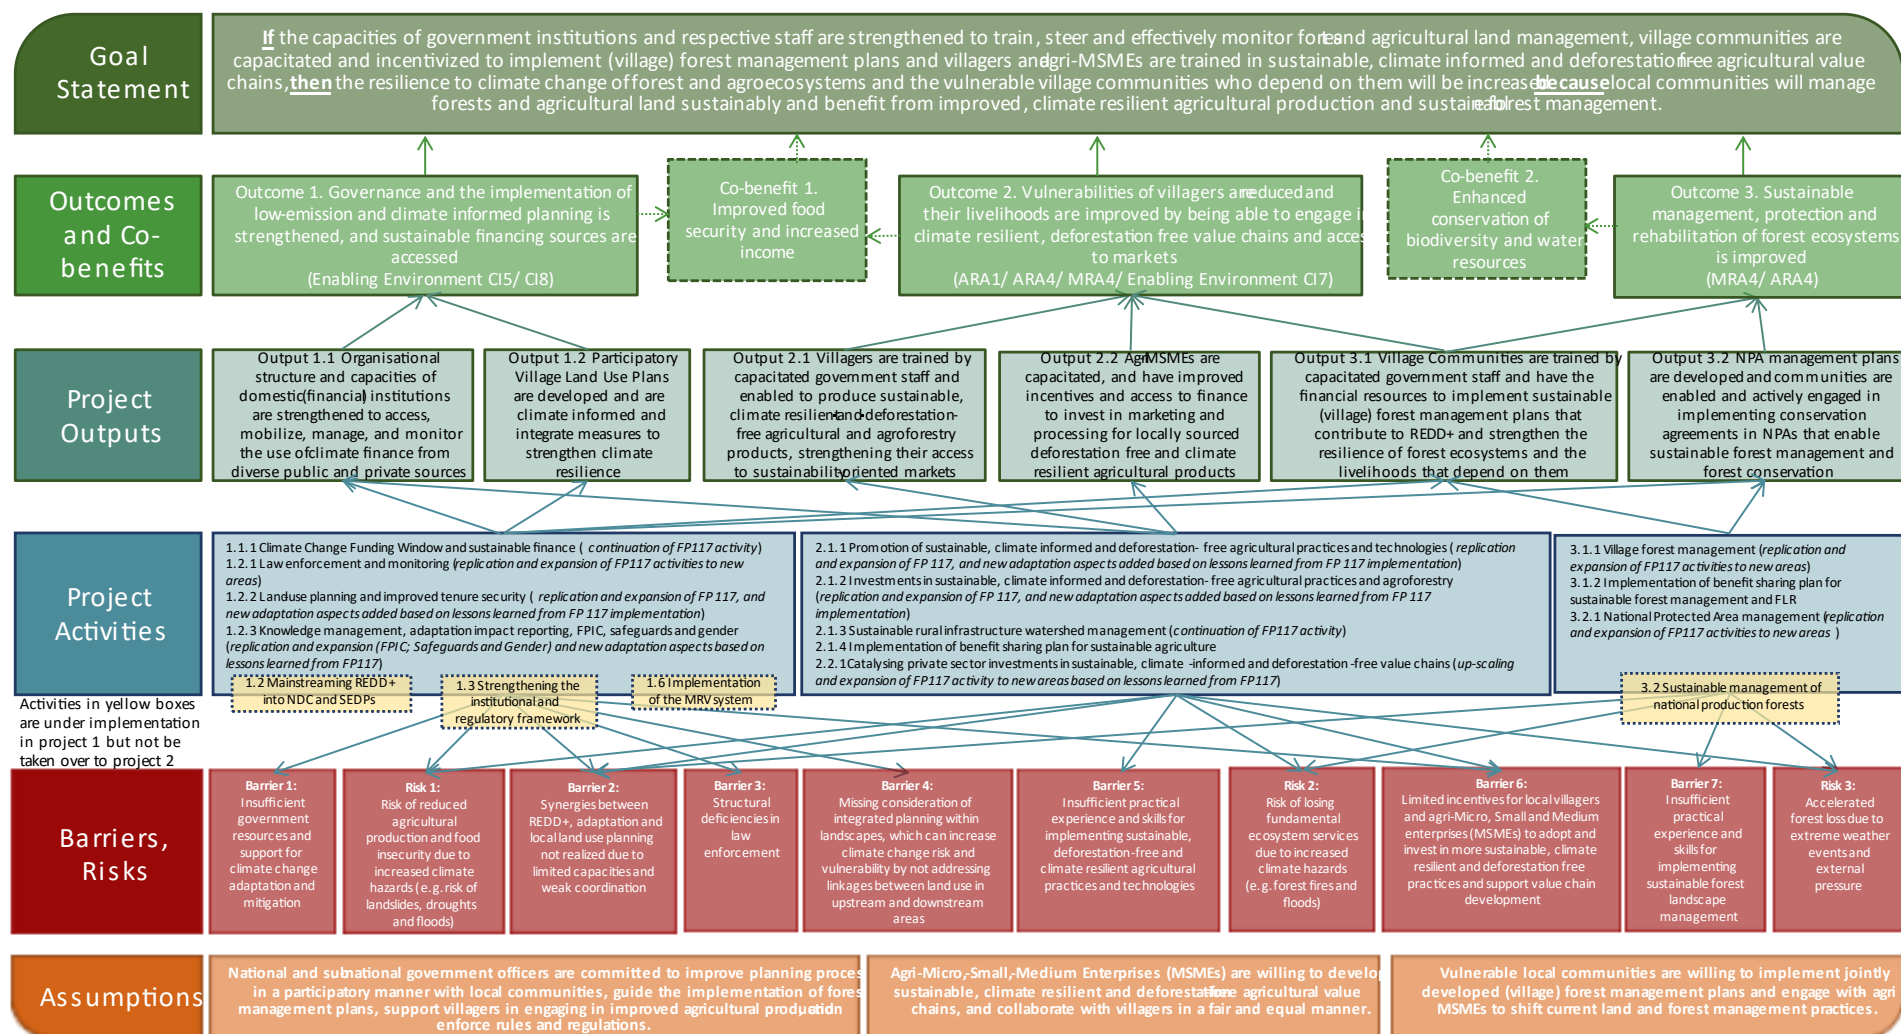 Goal
Statement
If the capacities of government institutions and respective staff are strengthened to train, steer and effectively monitor forest and agricultural land management, village communities are
capacitated and incentivized to implement (village) forest management plans and villagers and agri-MSMEs are trained in sustainable, climate informed and deforestation-free agricultural value
chains, then the resilience to climate change of forest and agroecosystems and the vulnerable village communities who depend on them will be increased because local communities will manage
forests and agricultural land sustainably and benefit from improved, climate resilient agricultural production and sustainable forest management.
Outcomes
and Co-
benefits
Outcome 1. Governance and the implementation of
low-emission and climate informed planning is
strengthened, and sustainable financing sources are
accessed
(Enabling Environment CI5/ CI8)
Co-benefit 1.
Improved food
security and increased
income
Outcome 2. Vulnerabilities of villagers are reduced and
their livelihoods are improved by being able to engage in
climate resilient, deforestation free value chains and access
to markets
(ARA1/ ARA4/ MRA4/ Enabling Environment CI7)
Co-benefit 2.
Enhanced
conservation of
biodiversity and water
resources
Outcome 3. Sustainable
management, protection and
rehabilitation of forest ecosystems
is improved
(MRA4/ ARA4)
Project
Outputs
Output 1.1 Organisational
structure and capacities of
domestic (financial) institutions
are strengthened to access,
mobilize, manage, and monitor
the use of climate finance from
diverse public and private sources
Output 1.2 Participatory
Village Land Use Plans
are developed and are
climate informed and
integrate measures to
strengthen climate
resilience
Output 2.1 Villagers are trained by
capacitated government staff and
enabled to produce sustainable,
climate resilient and deforestation-
free agricultural and agroforestry
products, strengthening their access
to sustainability oriented markets
Output 2.2 Agri-MSMEs are
capacitated, and have improved
incentives and access to finance
to invest in marketing and
processing for locally sourced
deforestation free and climate
resilient agricultural products
Output 3.1 Village Communities are trained by
capacitated government staff and have the
financial resources to implement sustainable
(village) forest management plans that
contribute to REDD+ and strengthen the
resilience of forest ecosystems and the
livelihoods that depend on them
Output 3.2 NPA management plans
are developed and communities are
enabled and actively engaged in
implementing conservation
agreements in NPAs that enable
sustainable forest management and
forest conservation
Project
Activities
1.1.1 Climate Change Funding Window and sustainable finance ( continuation of FP117 activity)
1.2.1 Law enforcement and monitoring (replication and expansion of FP117 activities to new
areas)
1.2.2 Land-use planning and improved tenure security ( replication and expansion of FP 117, and
new adaptation aspects added based on lessons learned from FP 117 implementation)
1.2.3 Knowledge management, adaptation impact reporting, FPIC, safeguards and gender
(replication and expansion (FPIC; Safeguards and Gender) and new adaptation aspects based on
lessons learned from FP117)
2.1.1 Promotion of sustainable, climate informed and deforestation- free agricultural practices and technologies ( replication
and expansion of FP 117, and new adaptation aspects added based on lessons learned from FP 117 implementation)
2.1.2 Investments in sustainable, climate informed and deforestation- free agricultural practices and agroforestry
(replication and expansion of FP 117, and new adaptation aspects added based on lessons learned from FP 117
implementation)
2.1.3 Sustainable rural infrastructure watershed management (continuation of FP117 activity)
2.1.4 Implementation of benefit sharing plan for sustainable agriculture
2.2.1 Catalysing private sector investments in sustainable, climate -informed and deforestation -free value chains (up-scaling
and expansion of FP117 activity to new areas based on lessons learned from FP117)
3.1.1 Village forest management (replication and
expansion of FP117 activities to new areas)
3.1.2 Implementation of benefit sharing plan for
sustainable forest management and FLR
3.2.1 National Protected Area management (replication
and expansion of FP117 activities to new areas )
1.2 Mainstreaming REDD+
into NDC and SEDPs
1.3 Strengthening the
institutional and
regulatory framework
1.6 Implementation
of the MRV system
3.2 Sustainable management of
national production forests
Activities in yellow boxes
are under implementation
in project 1 but not be
taken over to project 2
Barriers,
Risks
Barrier 1:
Insufficient
government
resources and
support for
climate change
adaptation and
mitigation
Risk 1:
Risk of reduced
agricultural
production and food
insecurity due to
increased climate
hazards (e.g. risk of
landslides, droughts
and floods)
Barrier 2:
Synergies between
REDD+, adaptation and
local land use planning
not realized due to
limited capacities and
weak coordination
Barrier 3:
Structural
deficiencies in
law
enforcement
Barrier 4:
Missing consideration of
integrated planning within
landscapes, which can increase
climate change risk and
vulnerability by not addressing
linkages between land use in
upstream and downstream
areas
Barrier 5:
Insufficient practical
experience and skills for
implementing sustainable,
deforestation-free and
climate resilient agricultural
practices and technologies
Risk 2:
Risk of losing
fundamental
ecosystem services
due to increased
climate hazards
(e.g. forest fires and
floods)
Barrier 6:
Limited incentives for local villagers
and agri-Micro, Small and Medium
enterprises (MSMEs) to adopt and
invest in more sustainable, climate
resilient and deforestation free
practices and support value chain
development
Barrier 7:
Insufficient
practical
experience and
skills for
implementing
sustainable forest
landscape
management
Risk 3:
Accelerated
forest loss due to
extreme weather
events and
external
pressure
Assumptions
National and subnational government officers are committed to improve planning proces
in a participatory manner with local communities, guide the implementation of fores
management plans, support villagers in engaging in improved agricultural production, and
enforce rules and regulations.
Agri-Micro,-Small,-Medium Enterprises (MSMEs) are willing to develop
sustainable, climate resilient and deforestation-free agricultural value
chains, and collaborate with villagers in a fair and equal manner.
Vulnerable local communities are willing to implement jointly
developed (village) forest management plans and engage with agri
MSMEs to shift current land and forest management practices.